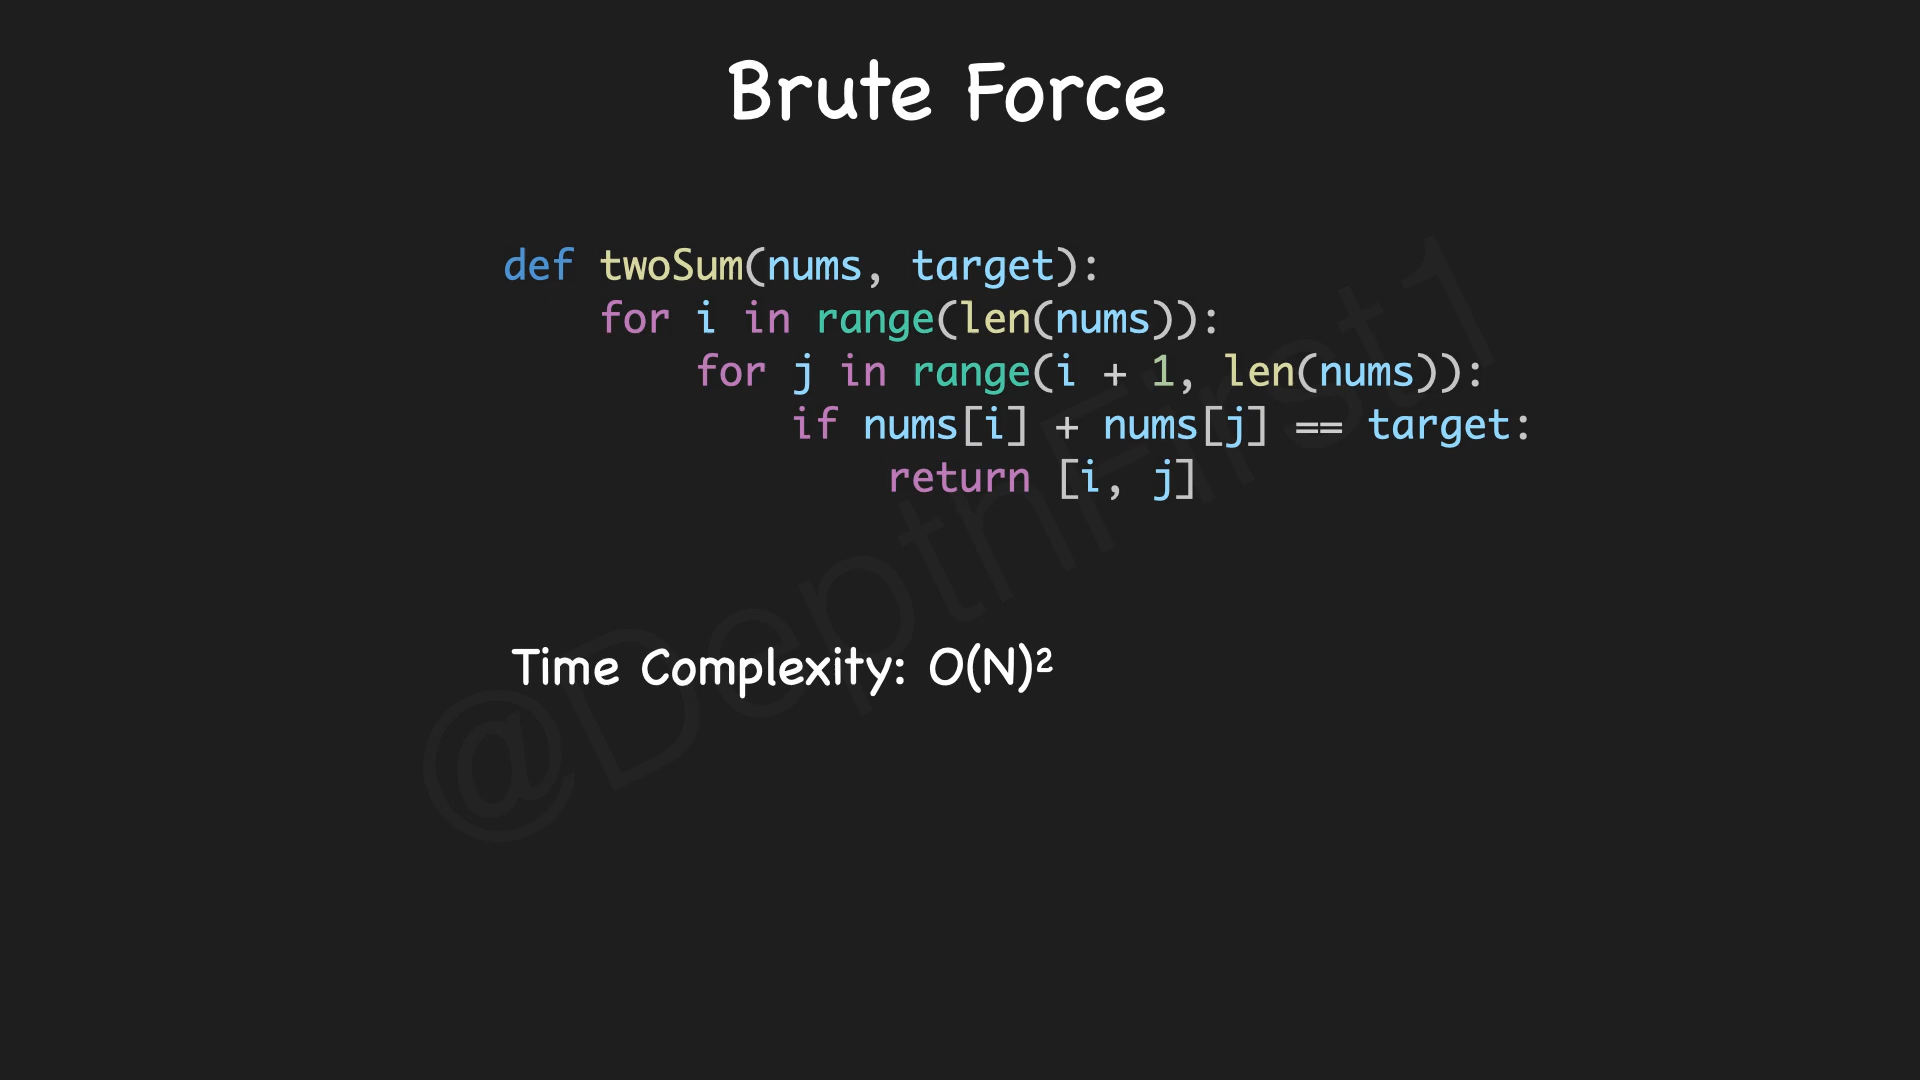 Brute Force
def twoSum(nums, target):
    for i in range(len(nums)):
        for j in range(i + 1, len(nums)):
            if nums[i] + nums[j] == target:
                return [i, j]
Time Complexity: O(N)²
@DepthFirst1